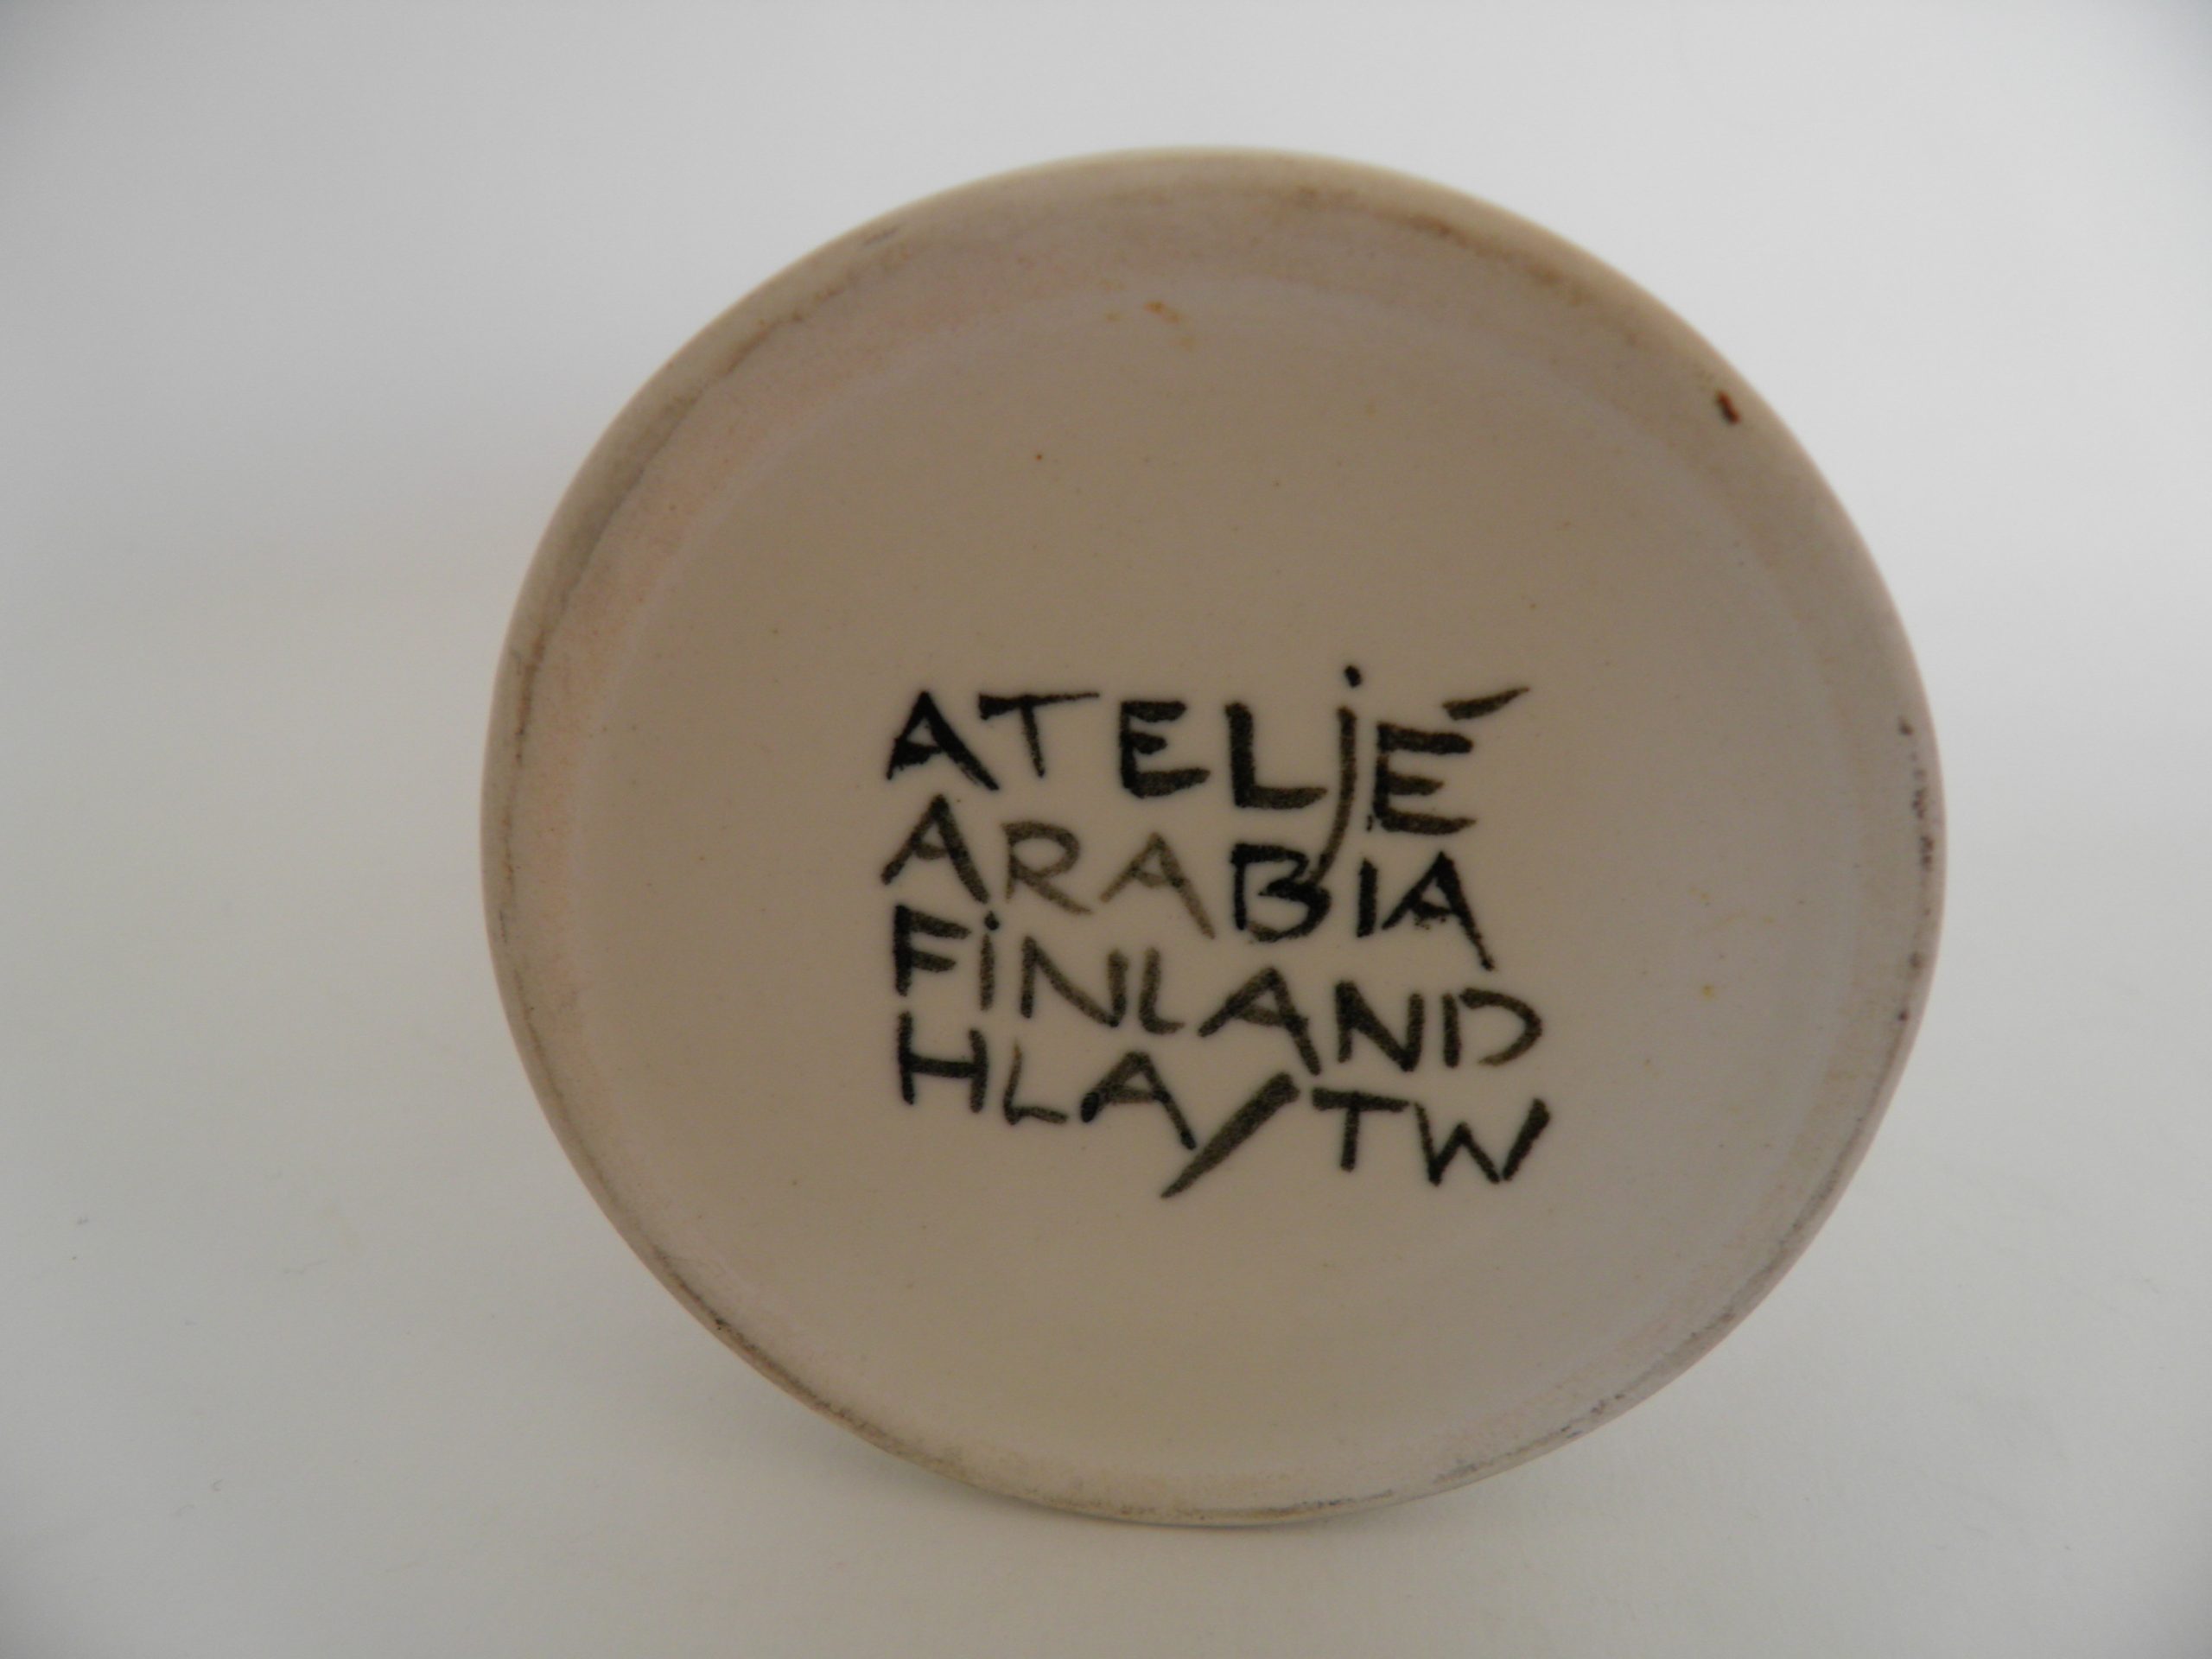 ATELjÉ
ARABIA
FiNLAND
HLA/TW